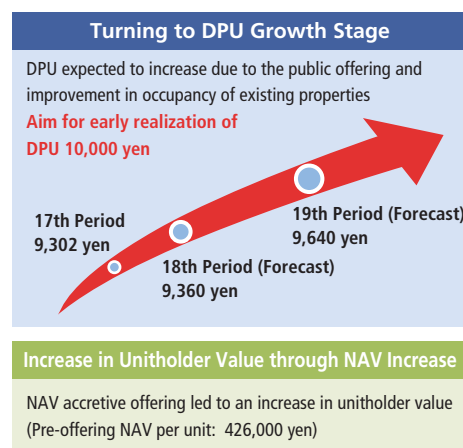 Turning to DPU Growth Stage
DPU expected to increase due to the public offering and
improvement in occupancy of existing properties
Aim for early realization of
DPU 10,000 yen
17th Period
9,302 yen
18th Period (Forecast)
9,360 yen
19th Period (Forecast)
9,640 yen
Increase in Unitholder Value through NAV Increase
NAV accretive offering led to an increase in unitholder value
(Pre-offering NAV per unit: 426,000 yen)